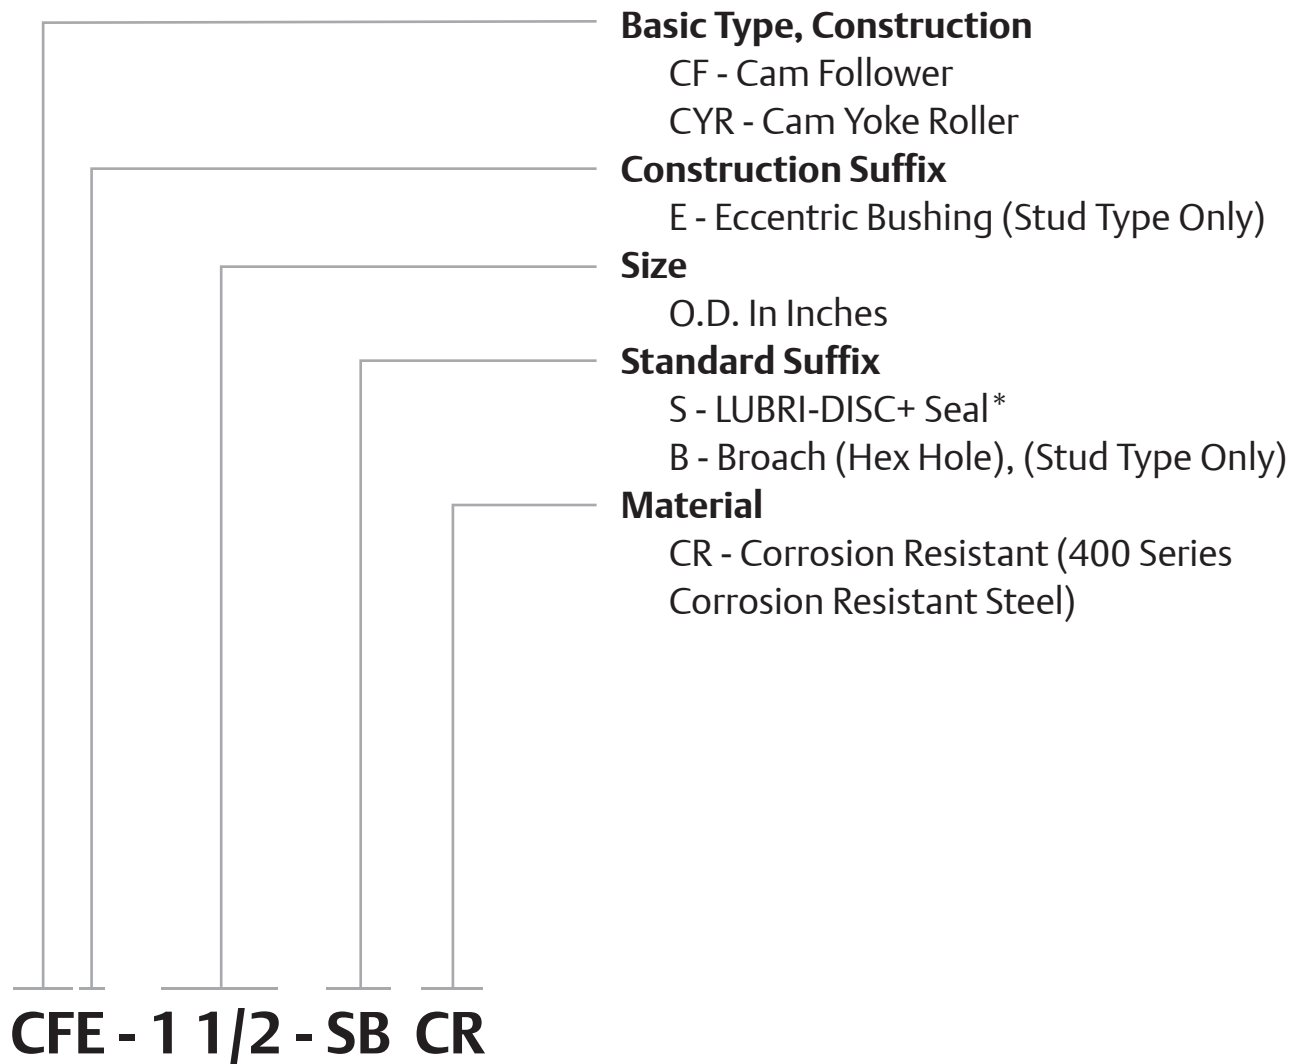 Basic Type, Construction
CF - Cam Follower
CYR - Cam Yoke Roller
Construction Suffix
E - Eccentric Bushing (Stud Type Only)
Size
O.D. In Inches
Standard Suffix
S - LUBRI-DISC+ Seal*
B - Broach (Hex Hole), (Stud Type Only)
Material
CR - Corrosion Resistant (400 Series
Corrosion Resistant Steel)
CFE - 1 1/2 - SB CR